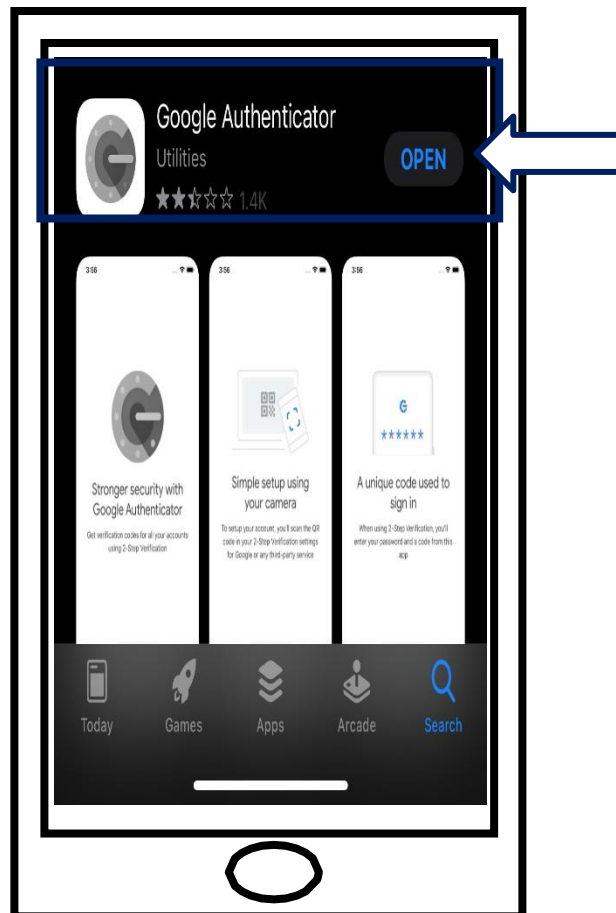 Google Authenticator
Utilities
OPEN
1.4K
3:56
Stronger security with
Google Authenticator
Get verification codes for all your accounts
using 2-Step Verification
3:56
Simple setup using
your camera
To setup your account, you'll scan the QR
code in your 2-Step Verification settings
for Google or any third-party service
3:56
G
******
A unique code used to
sign in
When using 2-Step Verification, you'll
enter your password and a code from this
app
Today
Games
Apps
Arcade
Search